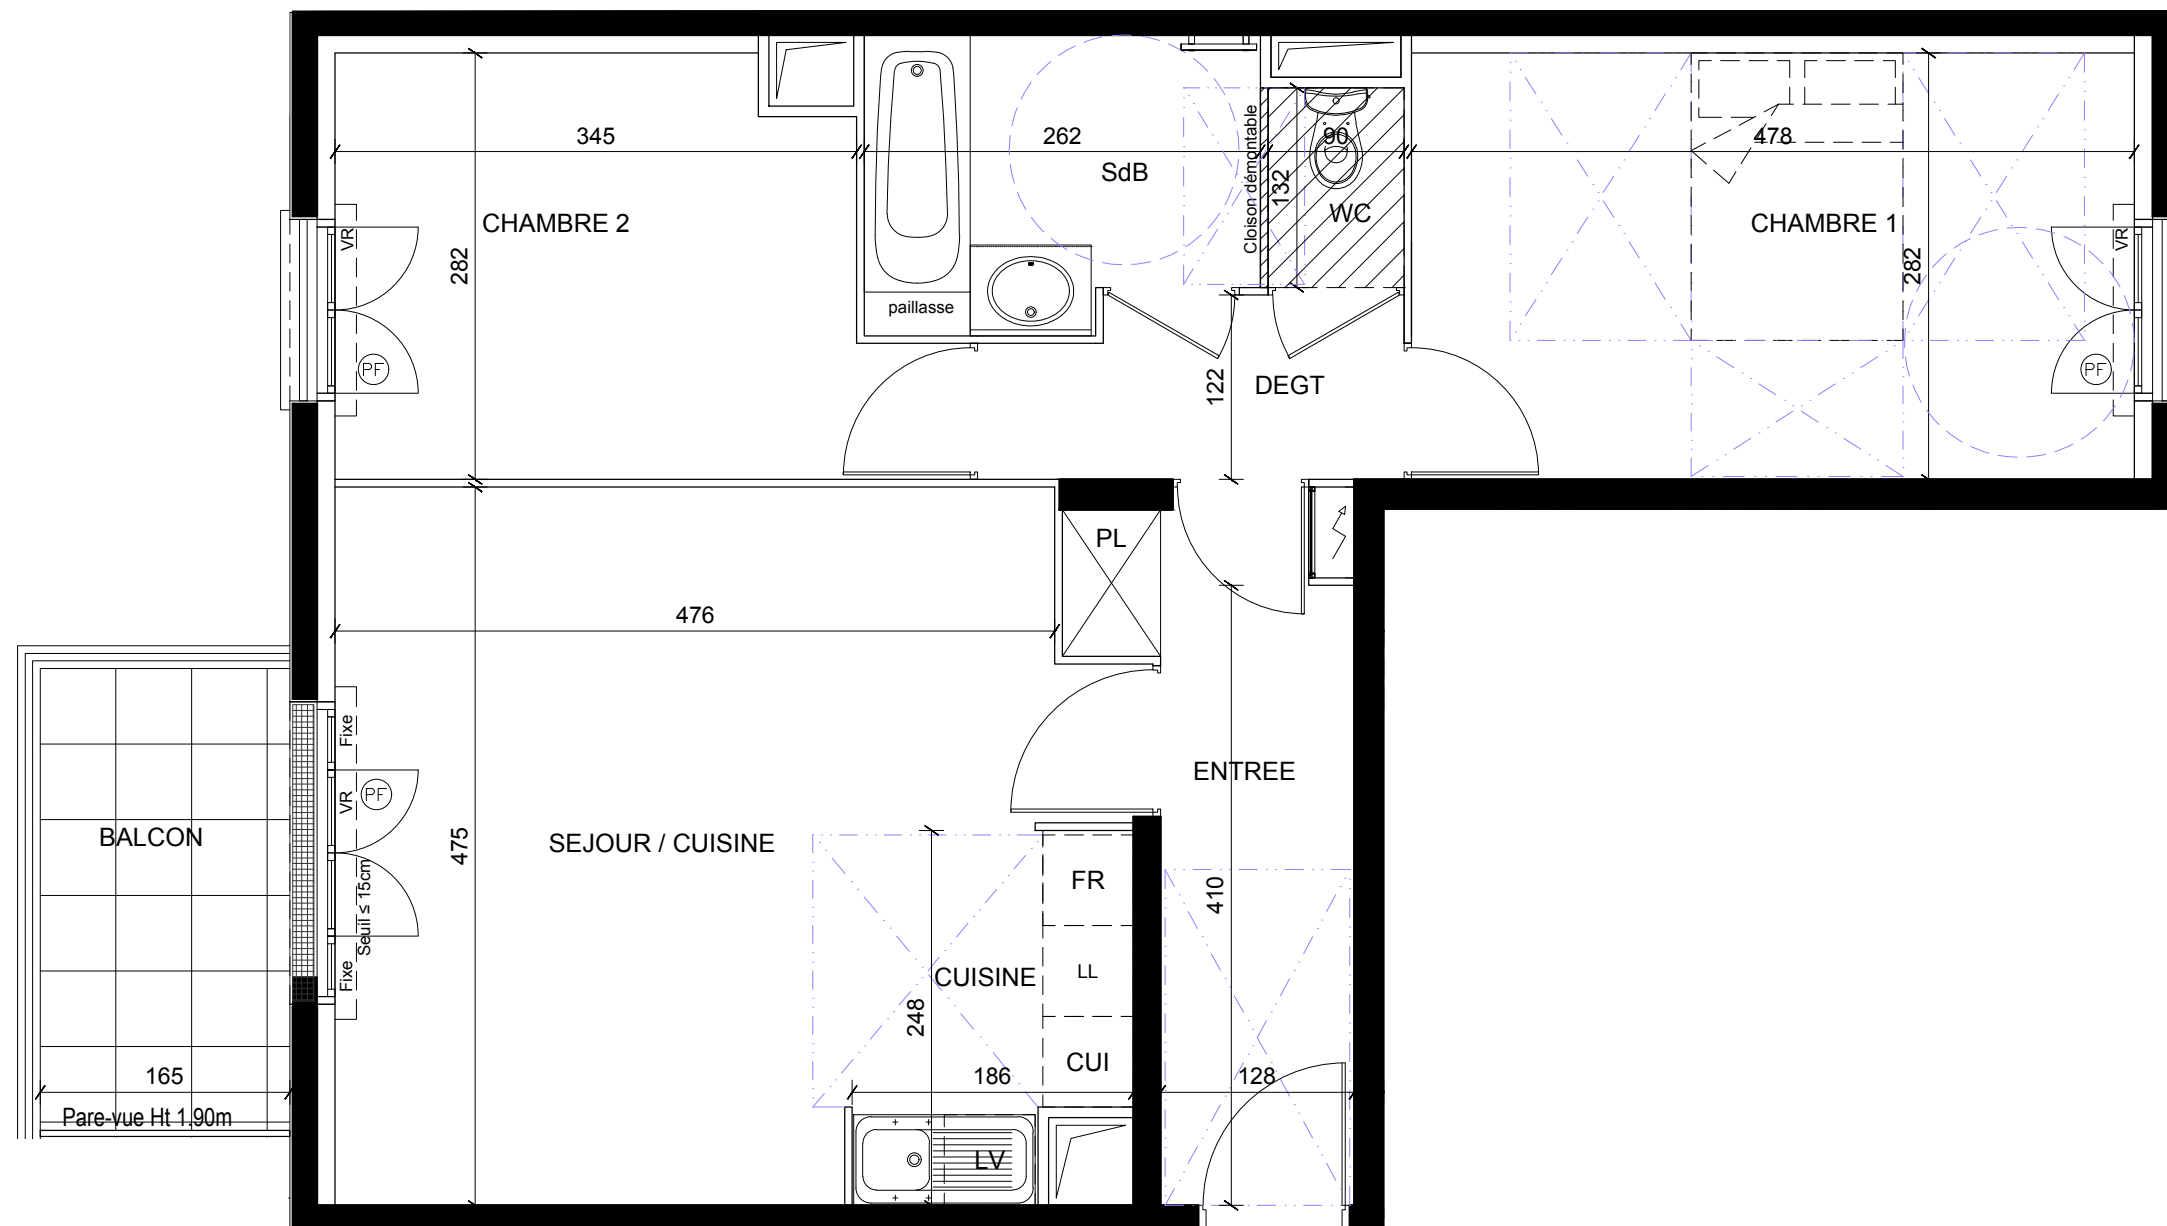 345
262
90
478
Cloison démontable
SdB
132
WC
CHAMBRE 2
CHAMBRE 1
VR
VR
282
282
paillasse
PF
PF
122
DEGT
PL
476
Fixe
ENTREE
VR
PF
BALCON
SEJOUR / CUISINE
475
Seuil ≤ 15cm
FR
410
Fixe
CUISINE
LL
248
CUI
165
186
128
Pare-vue Ht 1.90m
LV